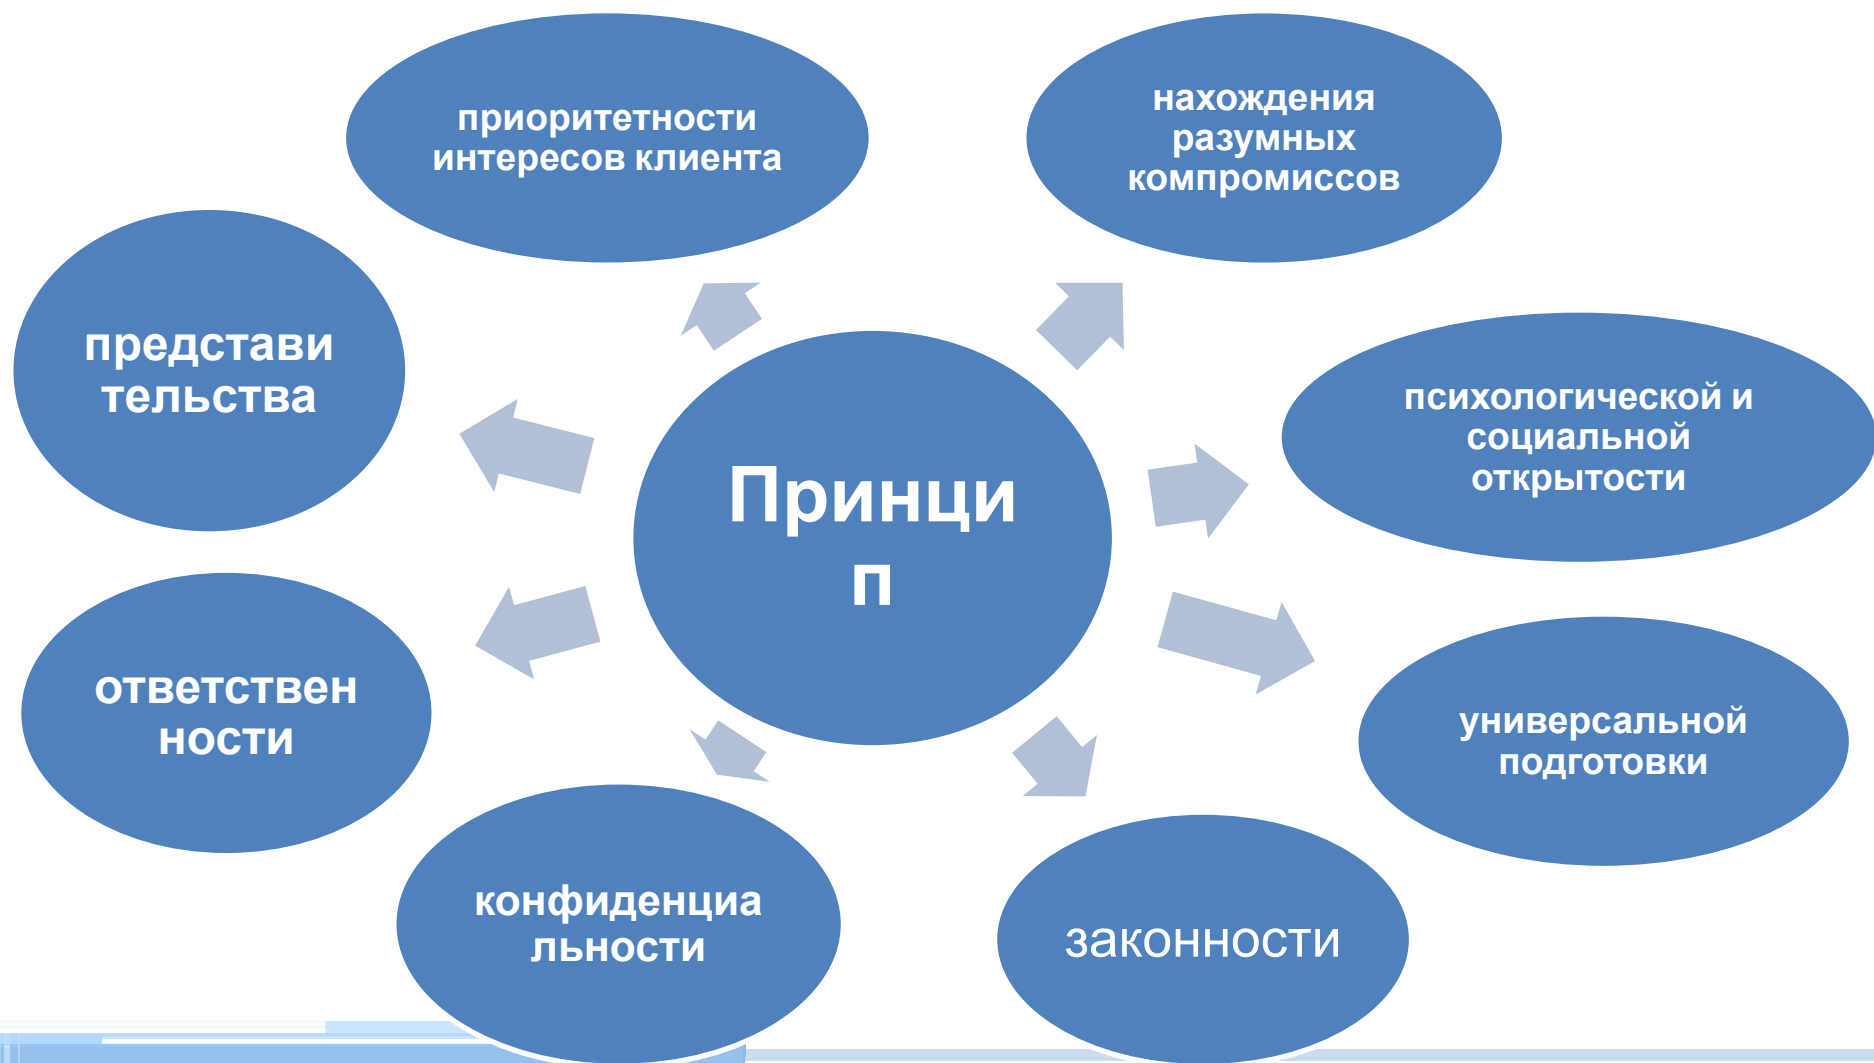 приоритетности
интересов клиента
нахождения
разумных
компромиссов
представи
тельства
психологической и
социальной
открытости
Принци
п
ответствен
ности
универсальной
подготовки
конфиденциа
льности
законности